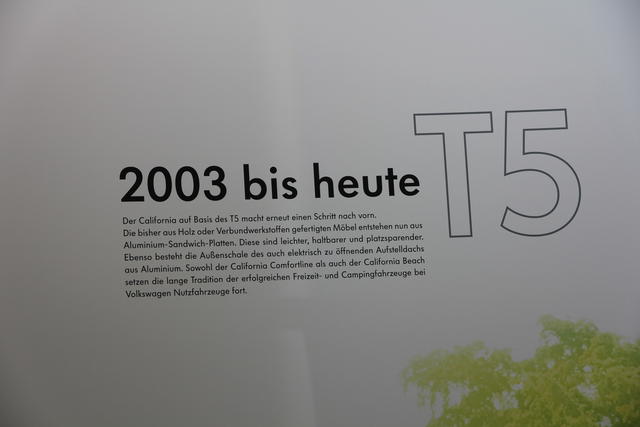 T5
2003 bis heute
Der California auf Basis des T5 macht erneut einen Schritt nach vorn.
Die bisher aus Holz oder Verbundwerkstoffen gefertigten Möbel entstehen nun aus
Aluminium-Sandwich-Platten. Diese sind leichter, haltbarer und platzsparender.
Ebenso besteht die Außenschale des auch elektrisch zu öffnenden Aufstelldachs
aus Aluminium. Sowohl der California Comfortline als auch der California Beach
setzen die lange Tradition der erfolgreichen Freizeit- und Campingfahrzeuge bei
Volkswagen Nutzfahrzeuge fort.